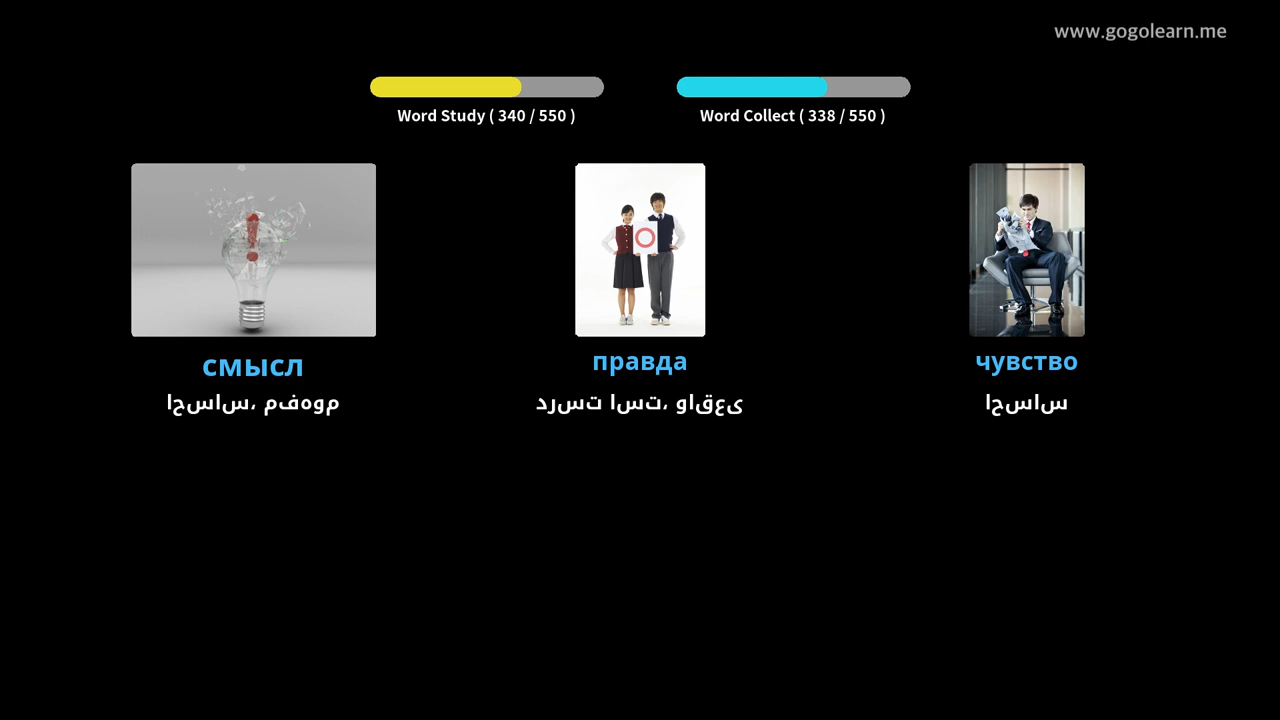 www.gogolearn.me
Word Study ( 340 / 550 )
Word Collect ( 338 / 550 )
смысл
احساس، مفهوم
правда
درست است، واقعی
чувство
احساس